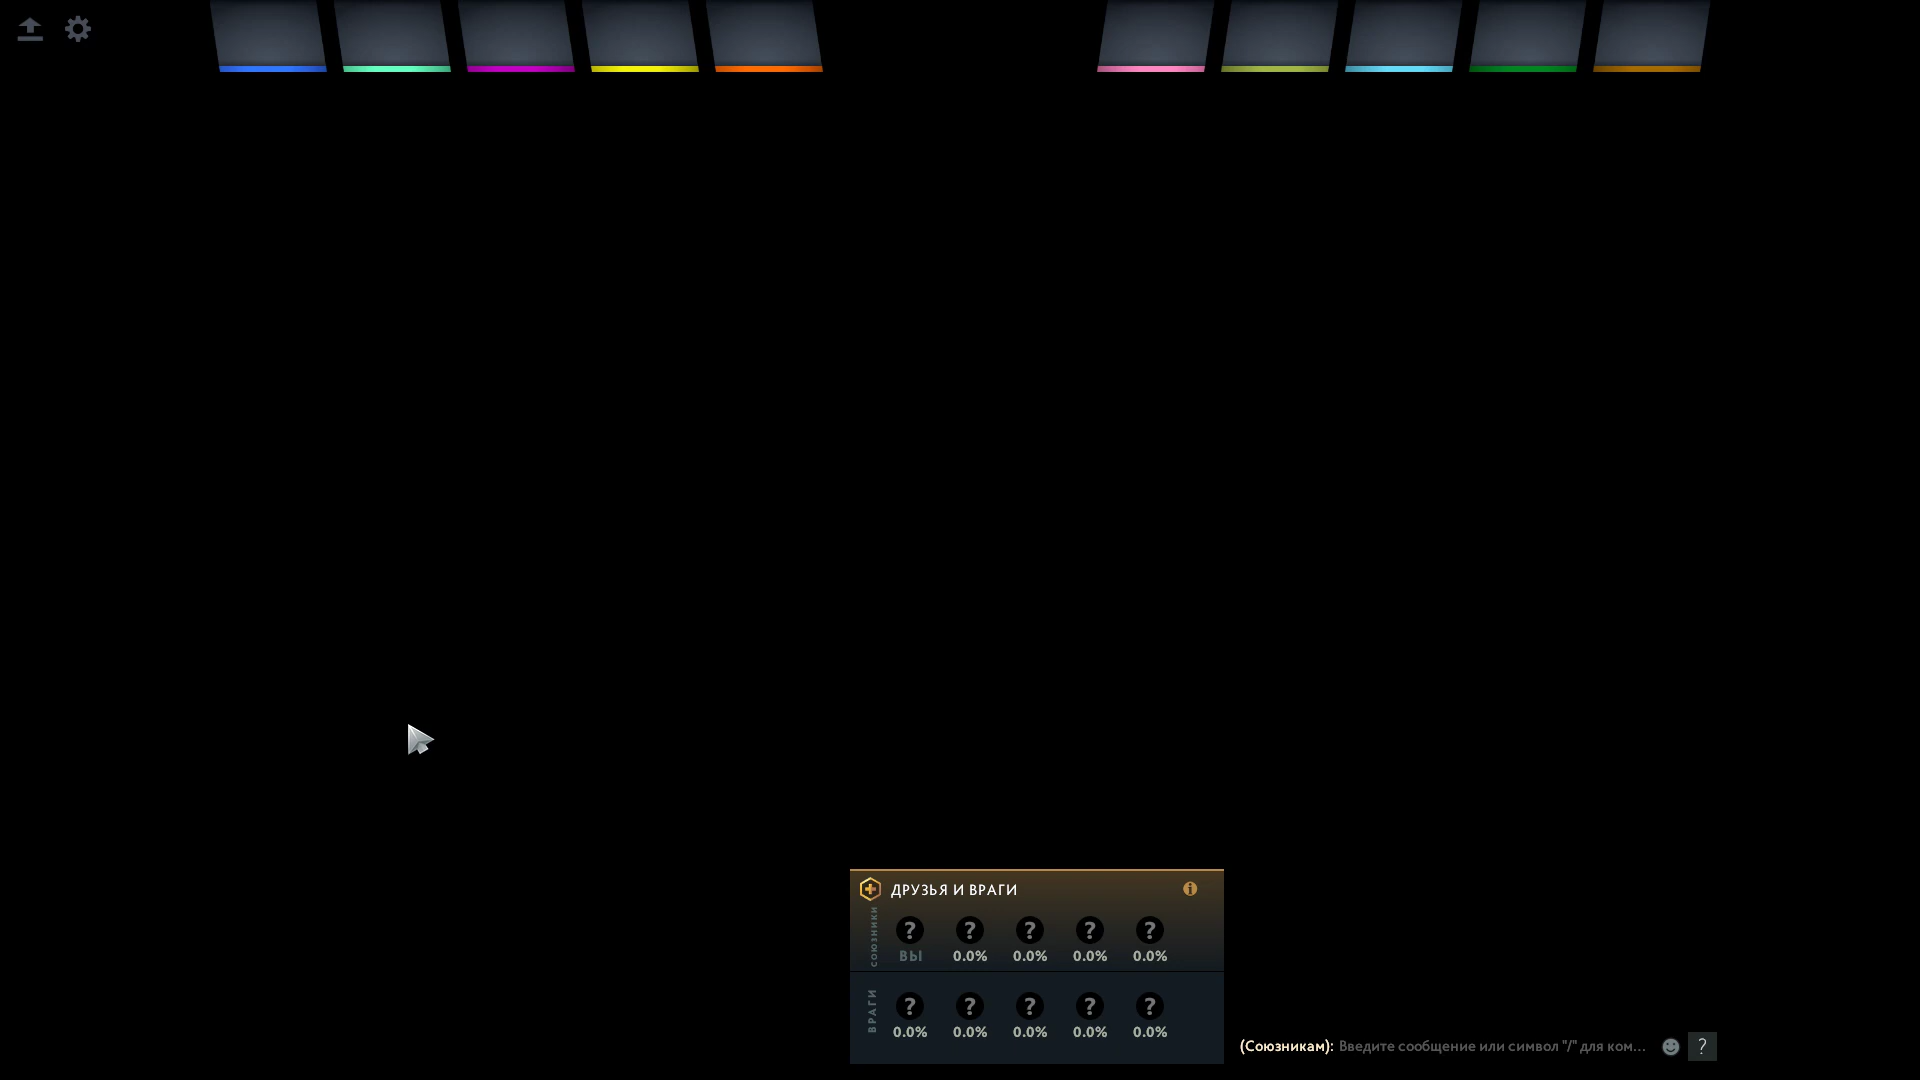 ДРУЗЬЯ И ВРАГИ
СОЮЗНИКИ
? ? ? ? ?
ВЫ 0.0% 0.0% 0.0% 0.0%
ВРАГИ
? ? ? ? ?
0.0% 0.0% 0.0% 0.0% 0.0%
(Союзникам): Введите сообщение или символ "/" для ком... ?